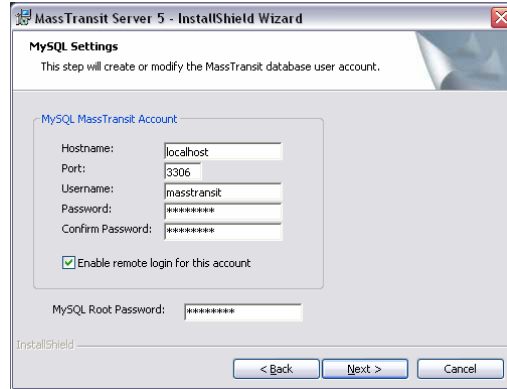 MassTransit Server 5 - InstallShield Wizard
MySQL Settings
This step will create or modify the MassTransit database user account.
MySQL MassTransit Account
Hostname: localhost
Port: 3306
Username: masstransit
Password: ********
Confirm Password: ********
Enable remote login for this account
MySQL Root Password: ********
InstallShield
< Back Next > Cancel